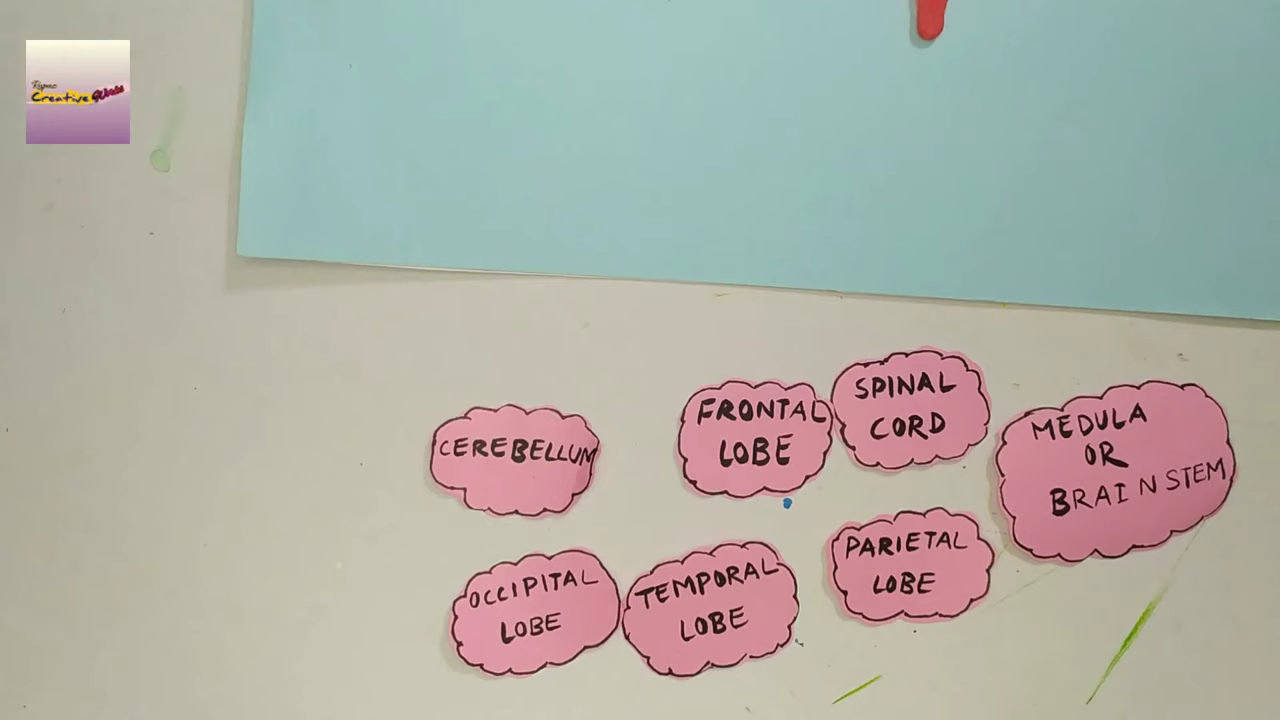 Creative
CEREBELLUM
FRONTAL
LOBE
SPINAL
CORD
MEDULA
OR
BRAIN STEM
OCCIPITAL
LOBE
TEMPORAL
LOBE
PARIETAL
LOBE